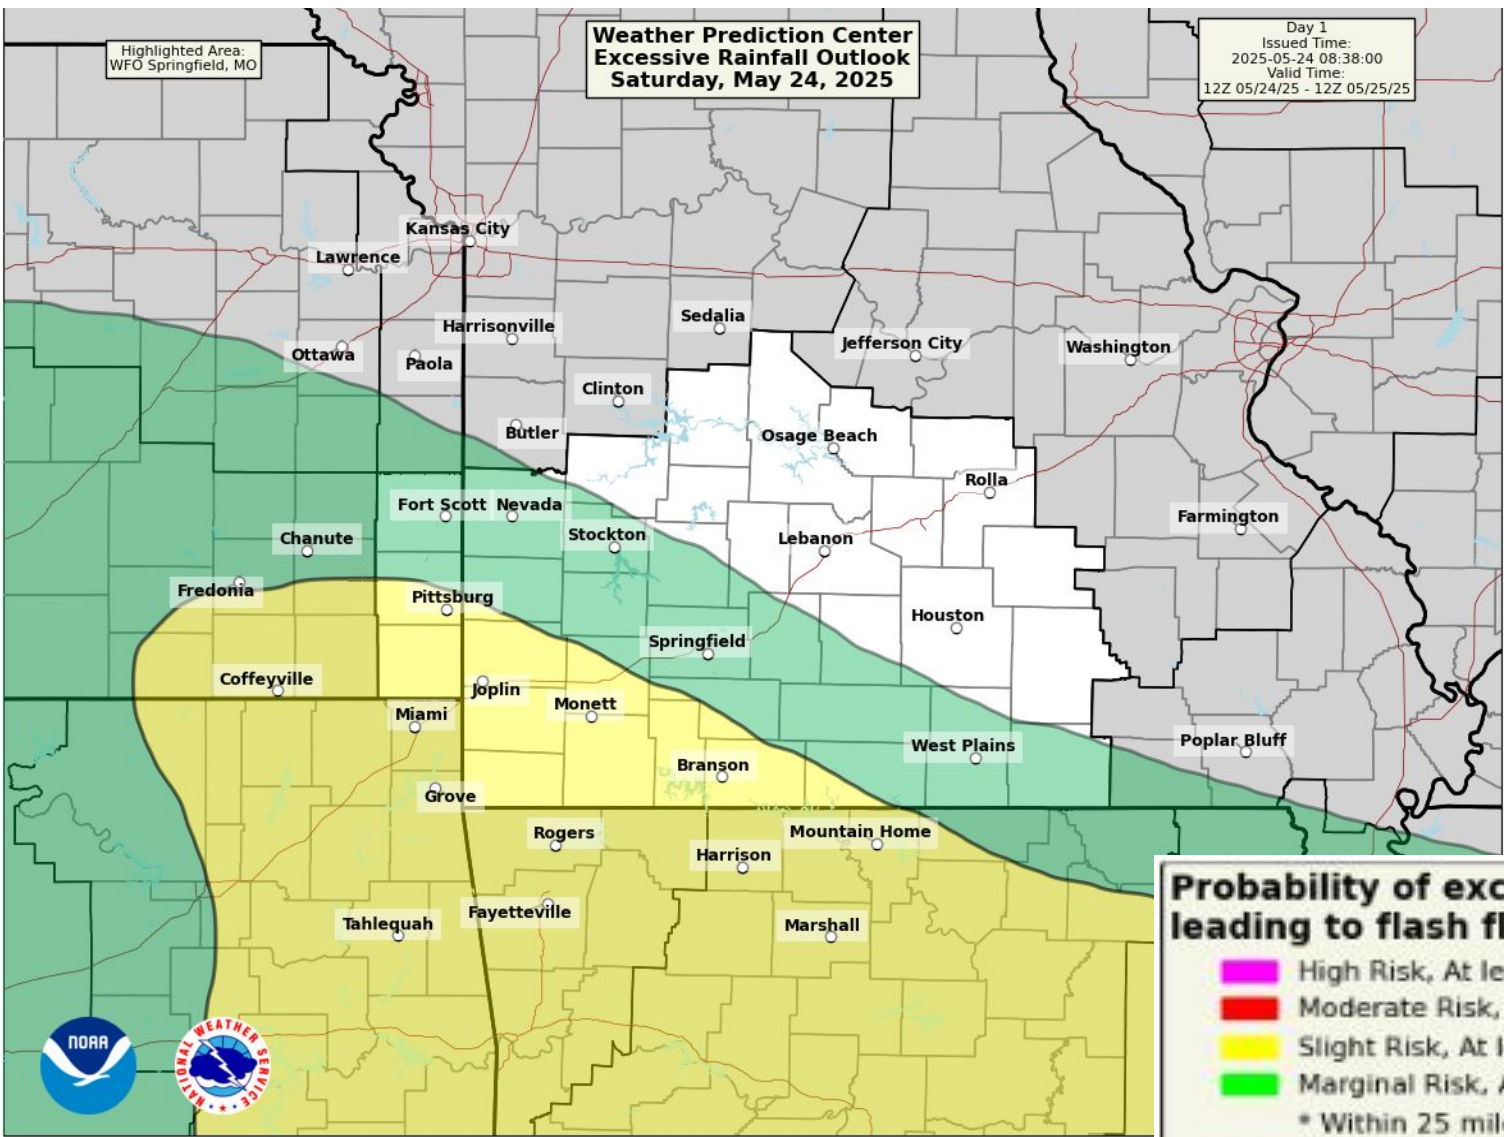 Highlighted Area:
WFO Springfield, MO
Weather Prediction Center
Excessive Rainfall Outlook
Saturday, May 24, 2025
Day 1
Issued Time:
2025-05-24 08:38:00
Valid Time:
12Z 05/24/25 - 12Z 05/25/25
Kansas City
Lawrence
Sedalia
Harrisonville
Jefferson City
Washington
Ottawa
Paola
Clinton
Butler
Osage Beach
Rolla
Fort Scott
Nevada
Farmington
Chanute
Stockton
Lebanon
Fredonia
Pittsburg
Houston
Springfield
Coffeyville
Joplin
Monett
Miami
Poplar Bluff
West Plains
Branson
Grove
Rogers
Mountain Home
Harrison
Fayetteville
Tahlequah
Marshall
NOAA
NATIONAL WEATHER SERVICE
Probability of exc
leading to flash f
High Risk, At le
Moderate Risk,
Slight Risk, At l
Marginal Risk, A
* Within 25 mil